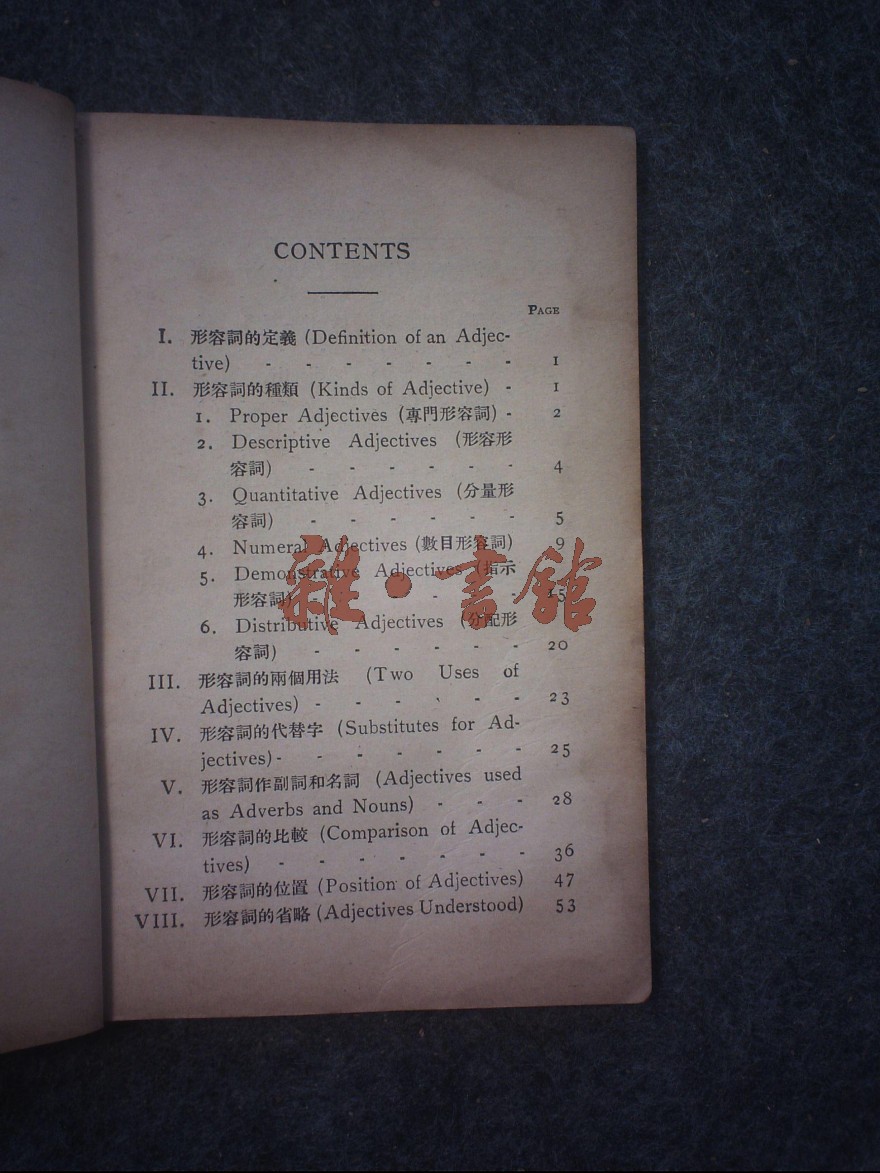 CONTENTS
PAGE
I. 形容詞的定義 (Definition of an Adjec-
tive) - - - - - - - 1
II. 形容詞的種類 (Kinds of Adjective) - 1
1. Proper Adjectives (專門形容詞) - 2
2. Descriptive Adjectives (形容形
容詞) - - - - - - 4
3. Quantitative Adjectives (分量形
容詞) - - - - - - 5
4. Numeral Adjectives (數目形容詞) 9
5. Demonstrative Adjectives (指示
形容詞) - - - - - - 15
6. Distributive Adjectives (分配形
容詞) - - - - - - 20
III. 形容詞的兩個用法 (Two Uses of
Adjectives) - - - - - - 23
IV. 形容詞的代替字 (Substitutes for Ad-
jectives) - - - - - - - 25
V. 形容詞作副詞和名詞 (Adjectives used
as Adverbs and Nouns) - - - 28
VI. 形容詞的比較 (Comparison of Adjec-
tives) - - - - - - - 36
VII. 形容詞的位置 (Position of Adjectives) 47
VIII. 形容詞的省略 (Adjectives Understood) 53
雜·書館